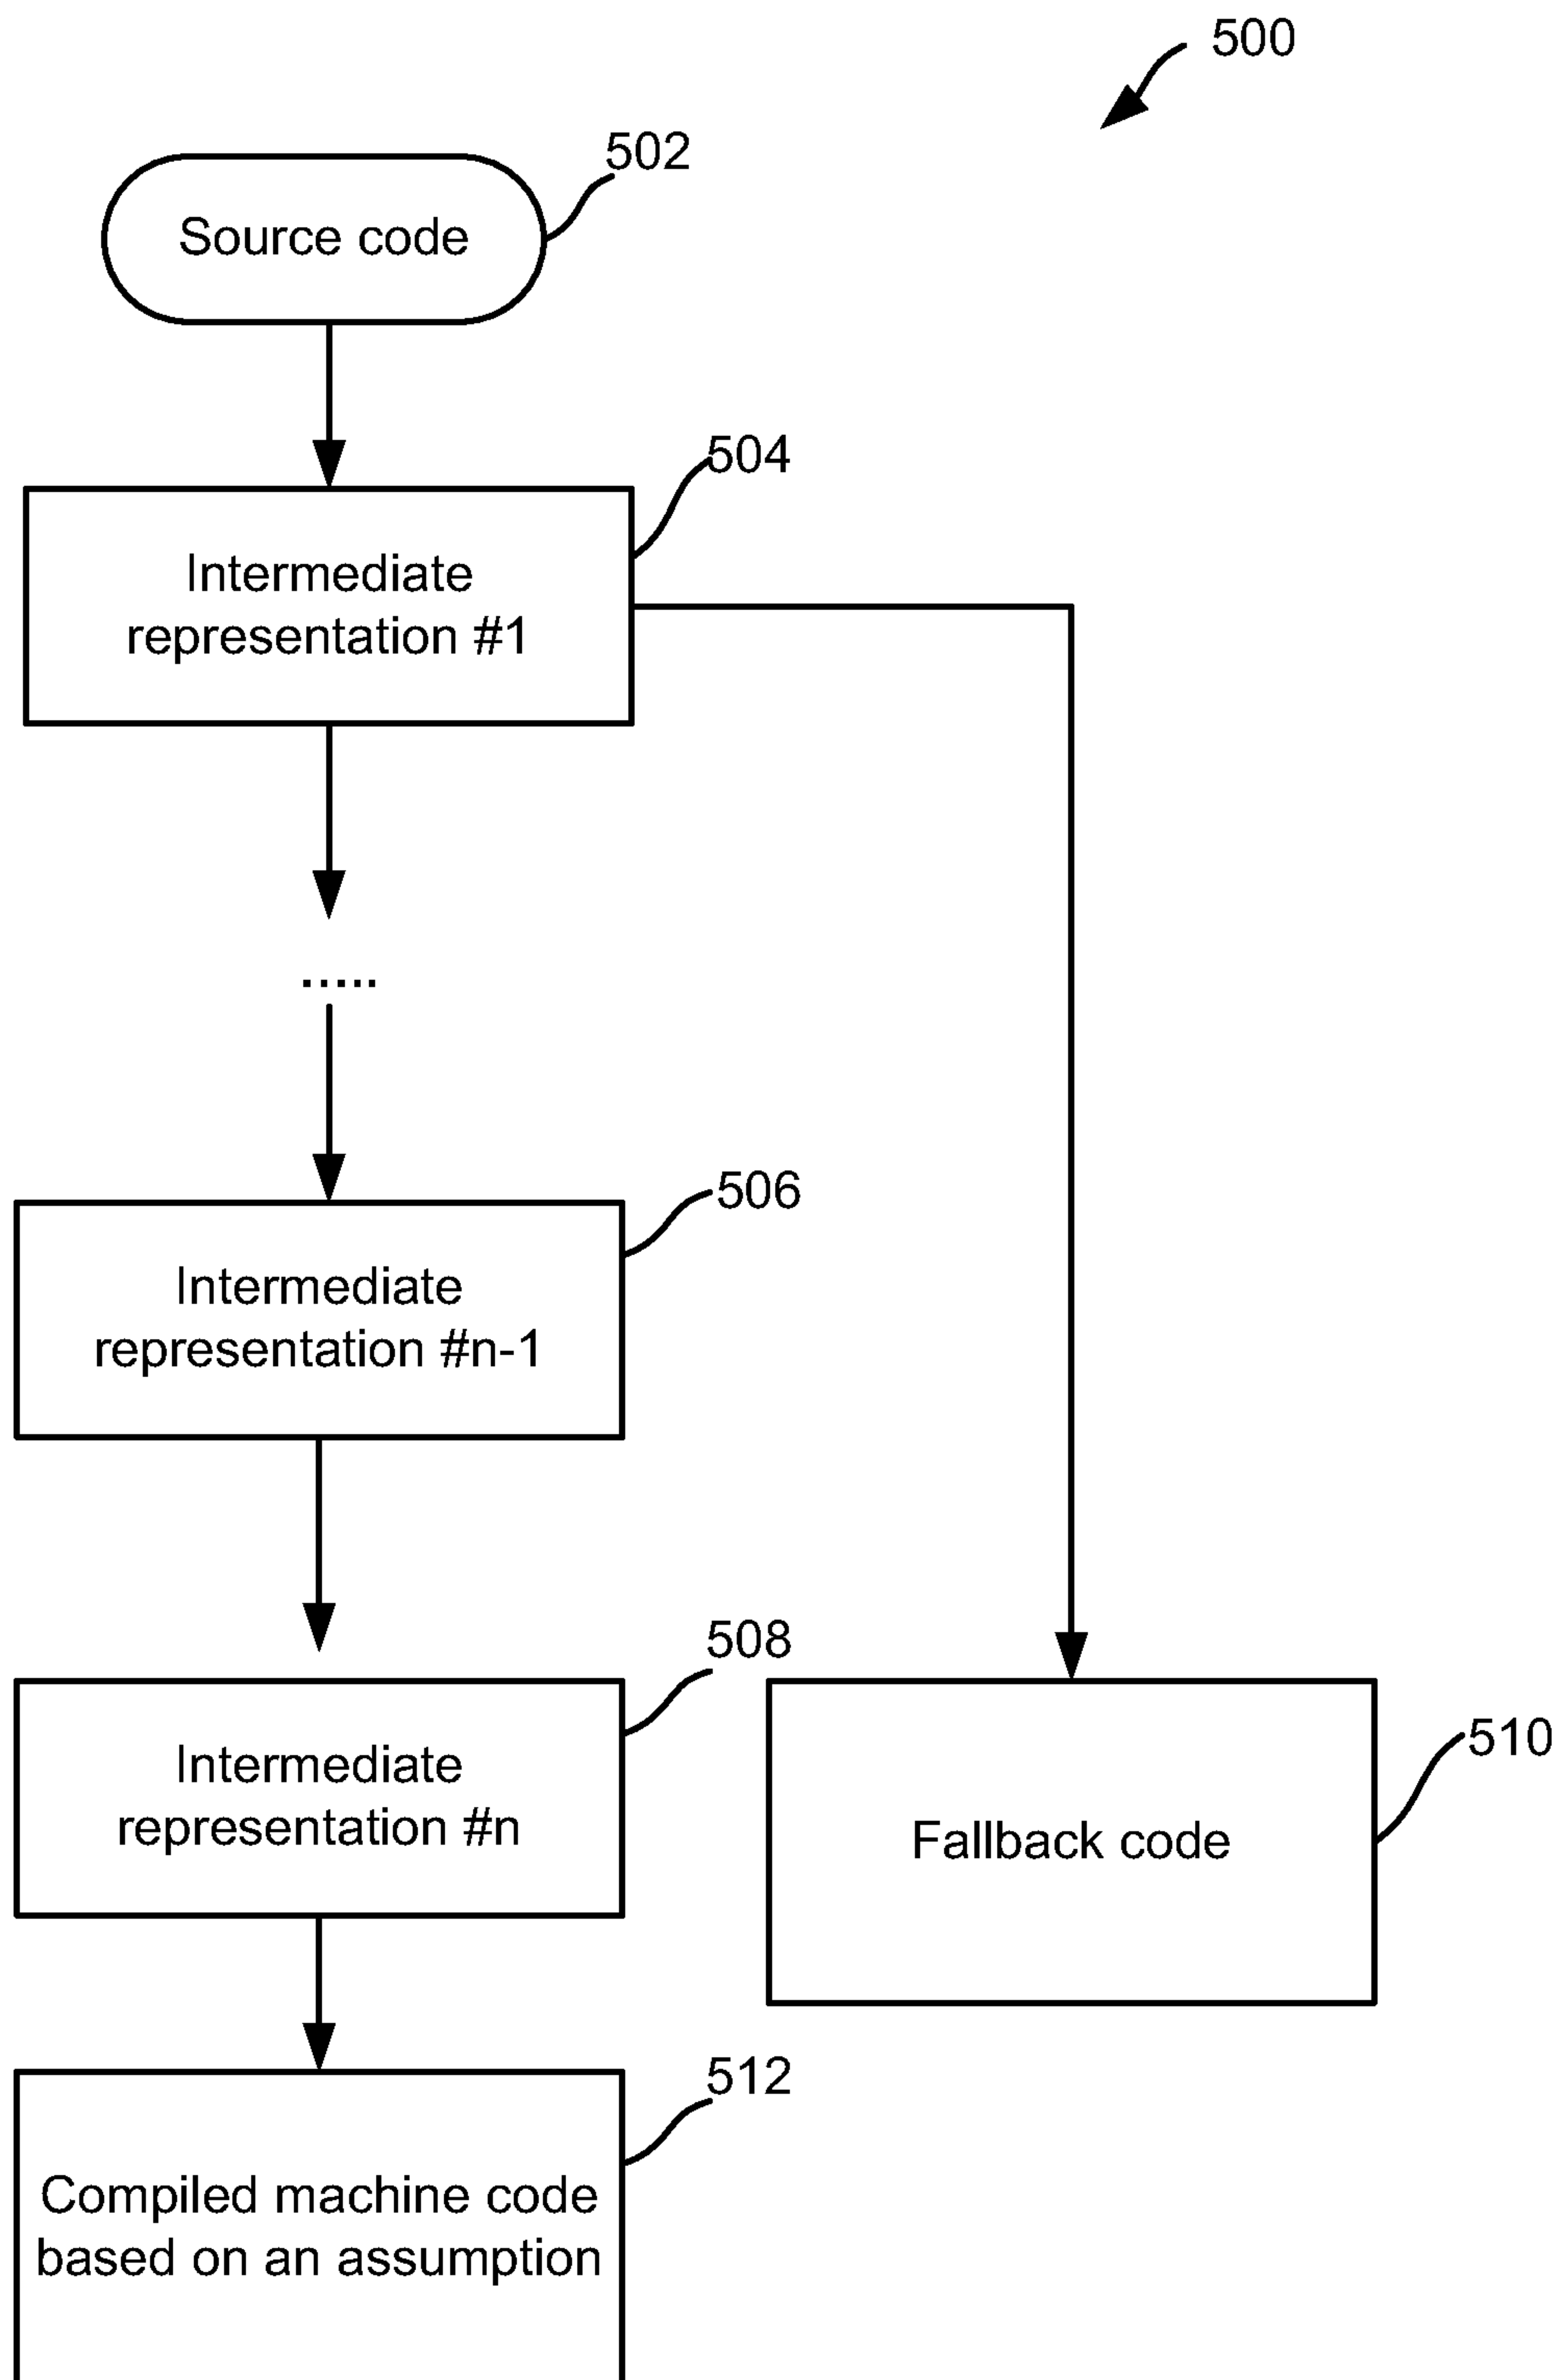 500
502
Source code
504
Intermediate
representation #1
.....
506
Intermediate
representation #n-1
508
Intermediate
representation #n
510
Fallback code
512
Compiled machine code
based on an assumption